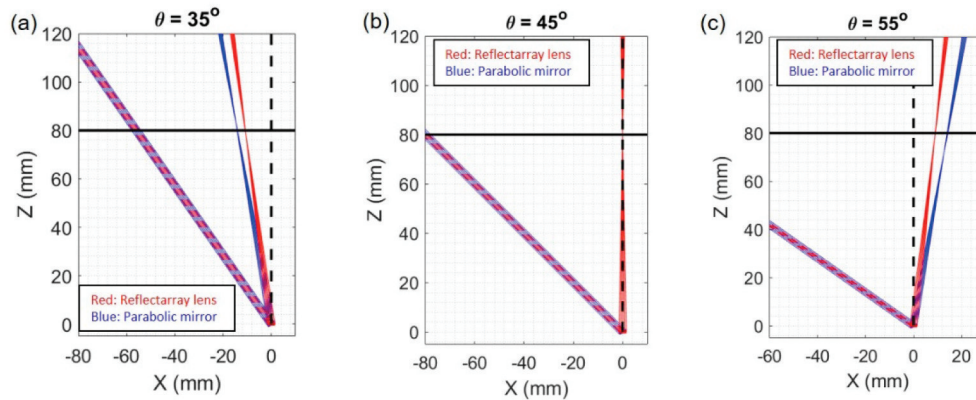 (a)
θ = 35°
120
100
80
60
40
20
0
Z (mm)
Red: Reflectarray lens
Blue: Parabolic mirror
-80 -60 -40 -20 0
X (mm)
(b)
θ = 45°
120
100
80
60
40
20
0
Z (mm)
Red: Reflectarray lens
Blue: Parabolic mirror
-80 -60 -40 -20 0
X (mm)
(c)
θ = 55°
120
100
80
60
40
20
0
Z (mm)
Red: Reflectarray lens
Blue: Parabolic mirror
-60 -40 -20 0 20
X (mm)